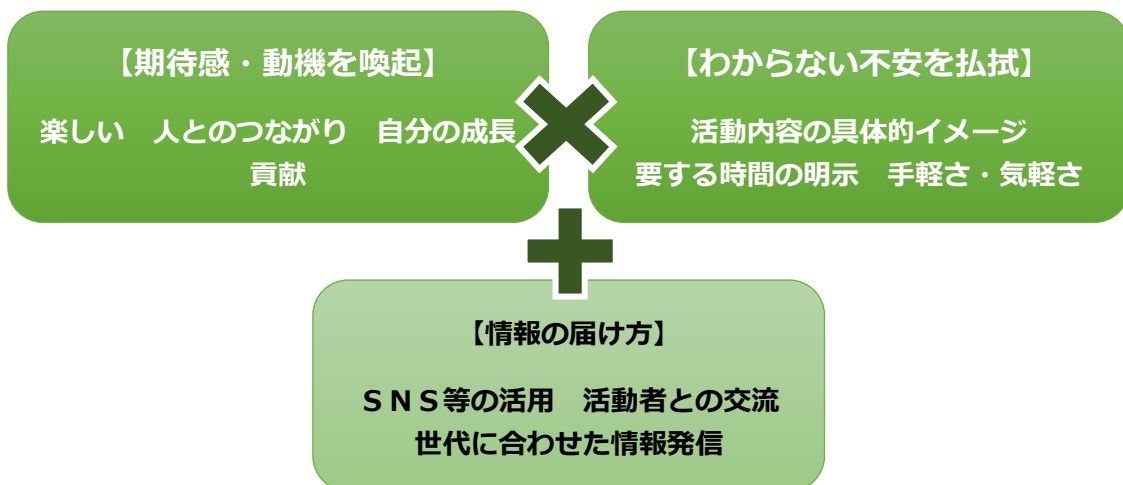 【期待感・動機を喚起】
楽しい　人とのつながり　自分の成長
貢献
【わからない不安を払拭】
活動内容の具体的イメージ
要する時間の明示　手軽さ・気軽さ
【情報の届け方】
ＳＮＳ等の活用　活動者との交流
世代に合わせた情報発信